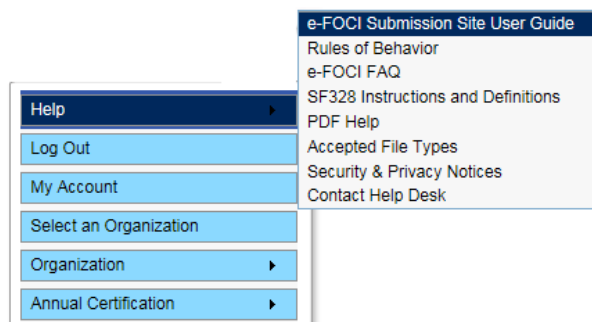 e-FOCI Submission Site User Guide
Rules of Behavior
e-FOCI FAQ
SF328 Instructions and Definitions
PDF Help
Accepted File Types
Security & Privacy Notices
Contact Help Desk
Help
Log Out
My Account
Select an Organization
Organization
Annual Certification